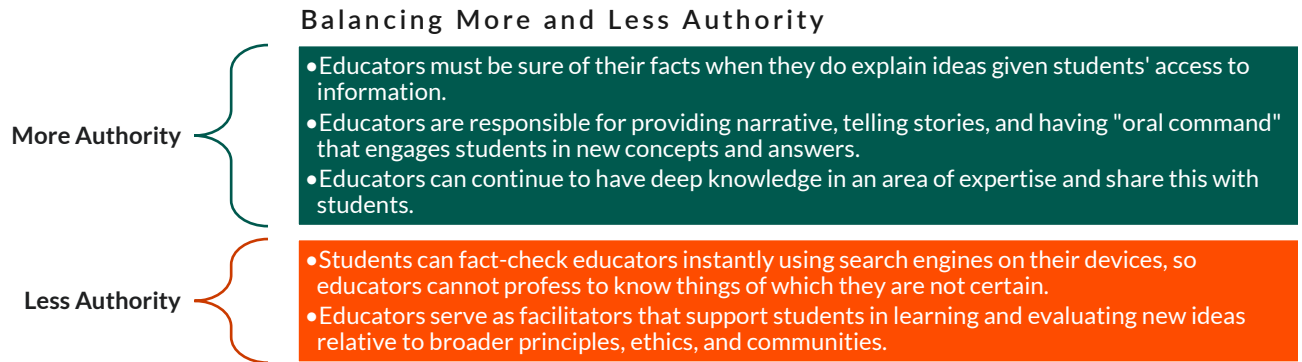 Balancing More and Less Authority
More Authority
•Educators must be sure of their facts when they do explain ideas given students' access to
information.
•Educators are responsible for providing narrative, telling stories, and having "oral command"
that engages students in new concepts and answers.
•Educators can continue to have deep knowledge in an area of expertise and share this with
students.
Less Authority
•Students can fact-check educators instantly using search engines on their devices, so
educators cannot profess to know things of which they are not certain.
•Educators serve as facilitators that support students in learning and evaluating new ideas
relative to broader principles, ethics, and communities.